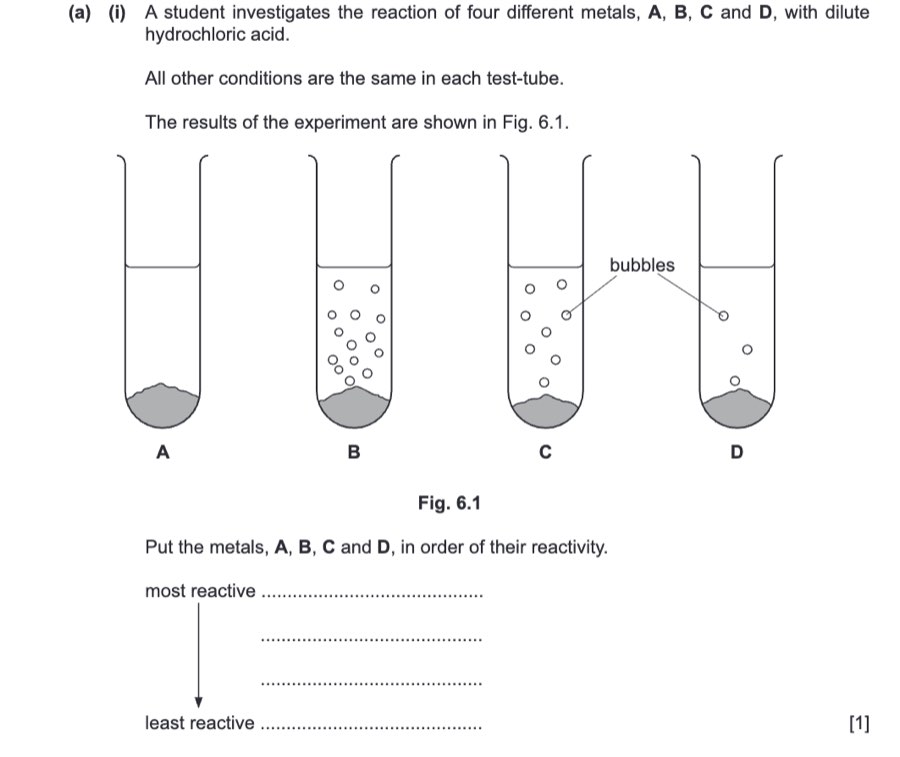 (a) (i) A student investigates the reaction of four different metals, A, B, C and D, with dilute
hydrochloric acid.
All other conditions are the same in each test-tube.
The results of the experiment are shown in Fig. 6.1.
bubbles
A B C D
Fig. 6.1
Put the metals, A, B, C and D, in order of their reactivity.
most reactive ................................................
................................................
................................................
least reactive ................................................ [1]